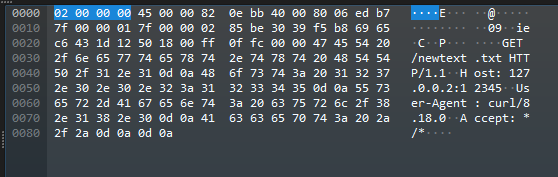 0000 02 00 00 00 45 00 00 82 0e bb 40 00 80 06 ed b7 ····E·····@·····
0010 7f 00 00 01 7f 00 00 02 85 be 30 39 f5 b8 69 65 ··········09··ie
0020 c6 43 1d 12 50 18 00 ff 0f fc 00 00 47 45 54 20 ·C··P·······GET
0030 2f 6e 65 77 74 65 78 74 2e 74 78 74 20 48 54 54 /newtext .txt HTT
0040 50 2f 31 2e 31 0d 0a 48 6f 73 74 3a 20 31 32 37 P/1.1··H ost: 127
0050 2e 30 2e 30 2e 32 3a 31 32 33 34 35 0d 0a 55 73 .0.0.2:1 2345··Us
0060 65 72 2d 41 67 65 6e 74 3a 20 63 75 72 6c 2f 38 er-Agent : curl/8
0070 2e 31 38 2e 30 0d 0a 41 63 63 65 70 74 3a 20 2a .18.0··A ccept: *
0080 2f 2a 0d 0a 0d 0a /*····